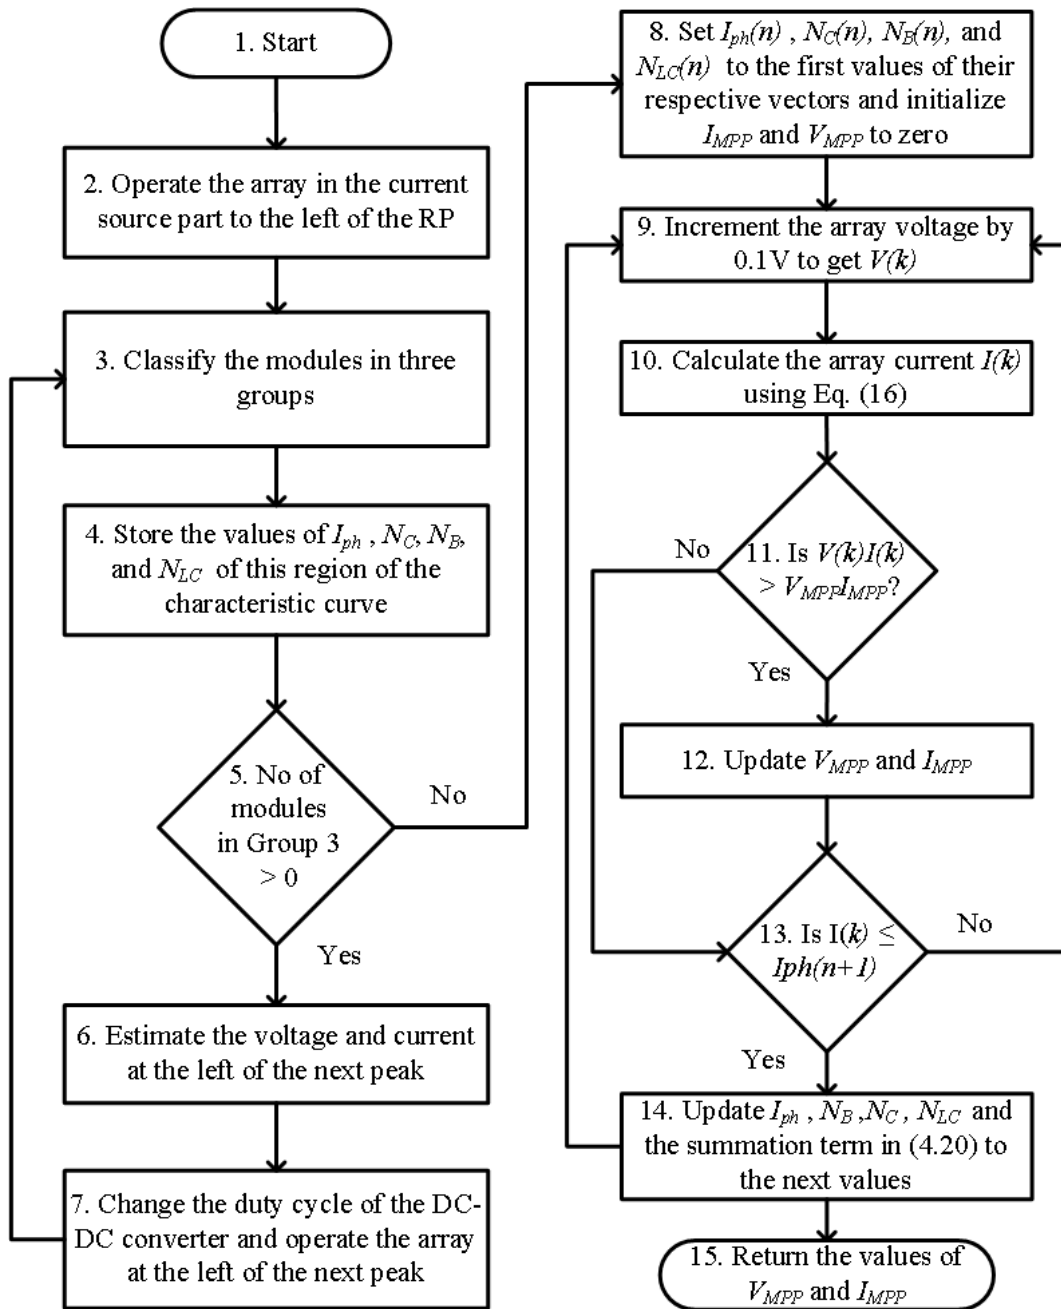 1. Start
2. Operate the array in the current
source part to the left of the RP
3. Classify the modules in three
groups
4. Store the values of Iph , NC, NB,
and NLC of this region of the
characteristic curve
5. No of
modules
in Group 3
> 0
No
Yes
6. Estimate the voltage and current
at the left of the next peak
7. Change the duty cycle of the DC-
DC converter and operate the array
at the left of the next peak
8. Set Iph(n) , NC(n), NB(n), and
NLC(n) to the first values of their
respective vectors and initialize
IMPP and VMPP to zero
9. Increment the array voltage by
0.1V to get V(k)
10. Calculate the array current I(k)
using Eq. (16)
No
11. Is V(k)I(k)
> VMPPIMPP?
Yes
12. Update VMPP and IMPP
13. Is I(k) ≤
Iph(n+1)
No
Yes
14. Update Iph , NB ,NC , NLC and
the summation term in (4.20) to
the next values
15. Return the values of
VMPP and IMPP